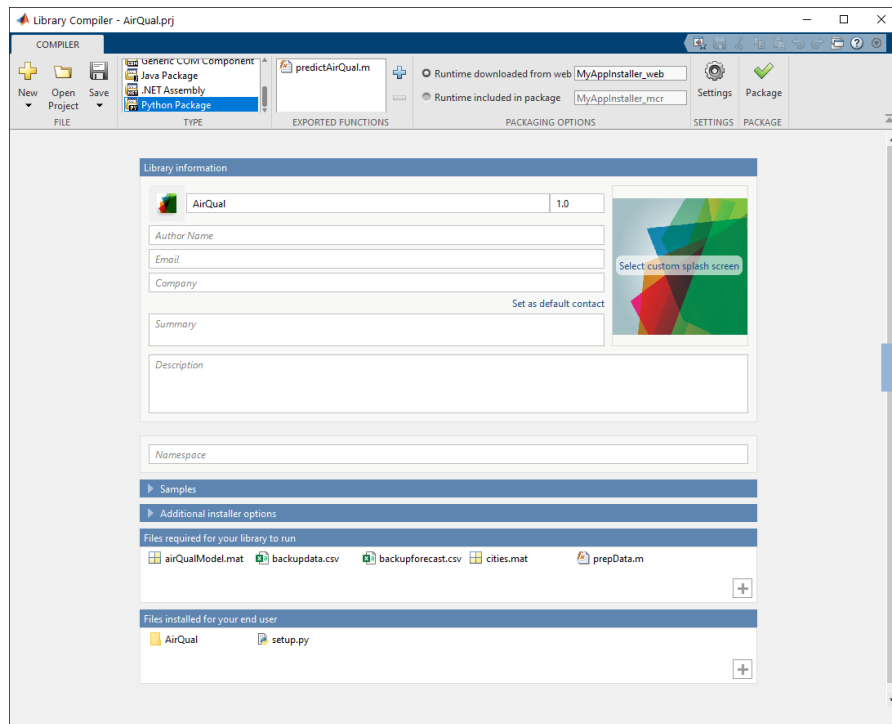 Library Compiler - AirQual.prj
COMPILER
New
Open Project
Save
FILE
Generic COM Component
Java Package
.NET Assembly
Python Package
TYPE
predictAirQual.m
EXPORTED FUNCTIONS
Runtime downloaded from web MyAppInstaller_web
Runtime included in package MyAppInstaller_mcr
PACKAGING OPTIONS
Settings
SETTINGS
Package
PACKAGE
Library information
AirQual 1.0
Author Name
Email
Company
Set as default contact
Summary
Description
Select custom splash screen
Namespace
Samples
Additional installer options
Files required for your library to run
airQualModel.mat backupdata.csv backupforecast.csv cities.mat prepData.m
Files installed for your end user
AirQual setup.py